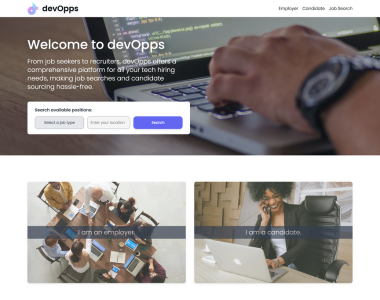 devOpps
Employer Candidate Job Search
Welcome to devOpps
From job seekers to recruiters, devOpps offers a
comprehensive platform for all your tech hiring
needs, making job searches and candidate
sourcing hassle-free.
Search available positions:
Select a job type Enter your location Search
I am an employer. I am a candidate.